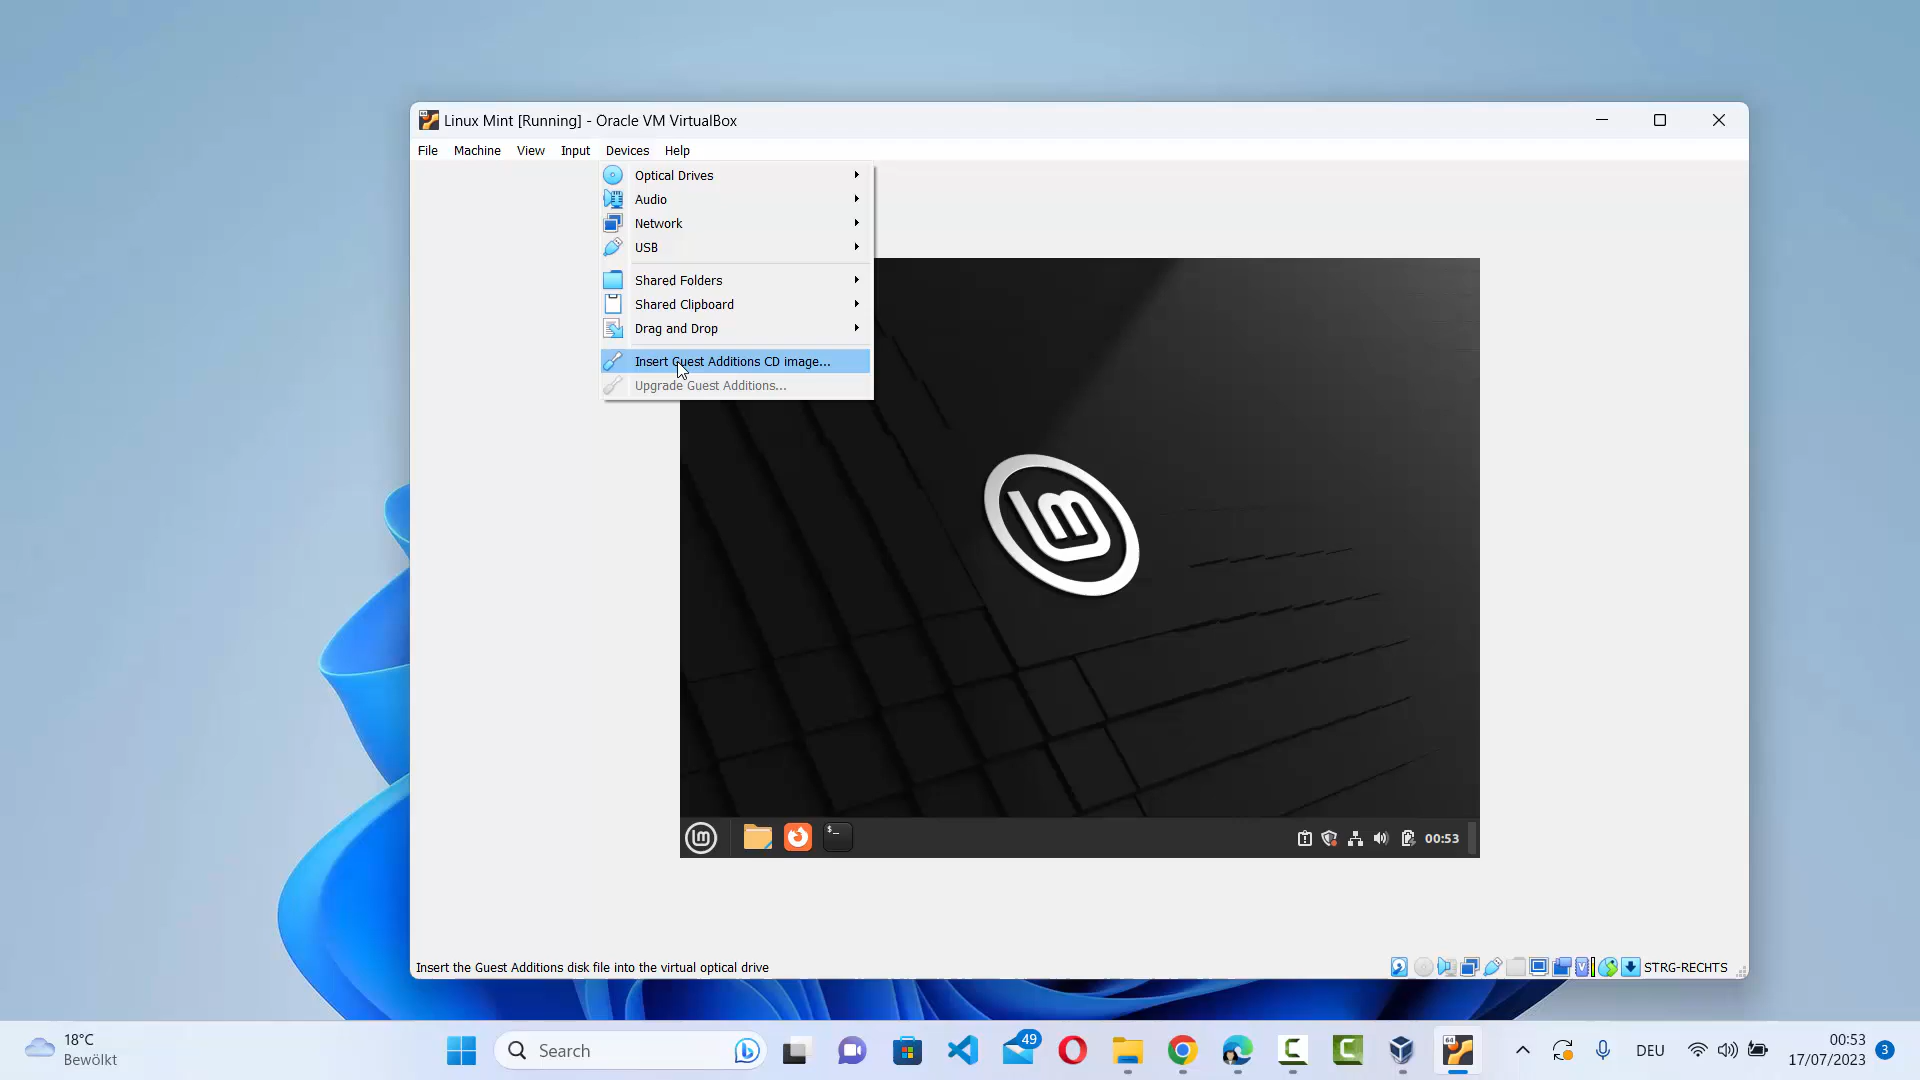 Linux Mint [Running] - Oracle VM VirtualBox
File Machine View Input Devices Help
Optical Drives
Audio
Network
USB
Shared Folders
Shared Clipboard
Drag and Drop
Insert Guest Additions CD image...
Upgrade Guest Additions...
$_
00:53
Insert the Guest Additions disk file into the virtual optical drive
STRG-RECHTS
18°C
Bewölkt
Search
49
64
DEU
00:53
17/07/2023
3